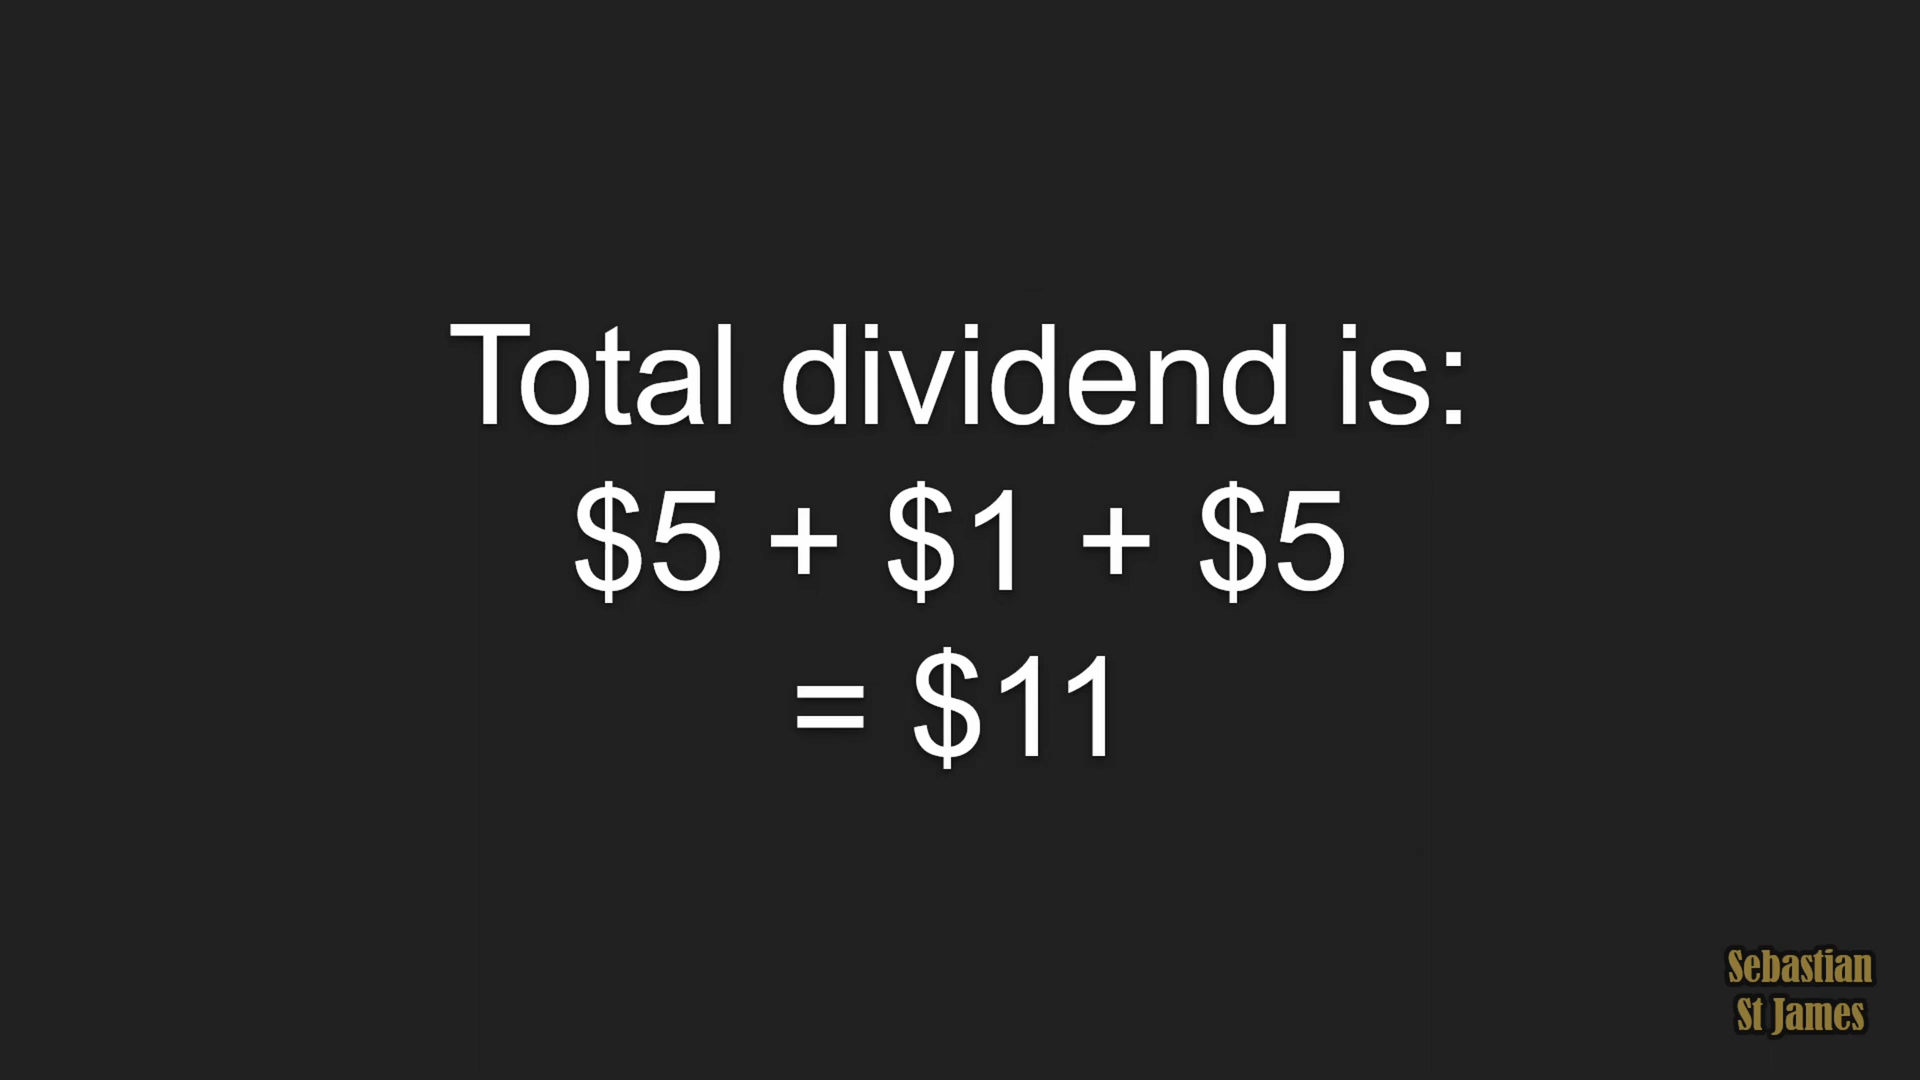 Total dividend is:
$5 + $1 + $5
= $11
Sebastian
St James